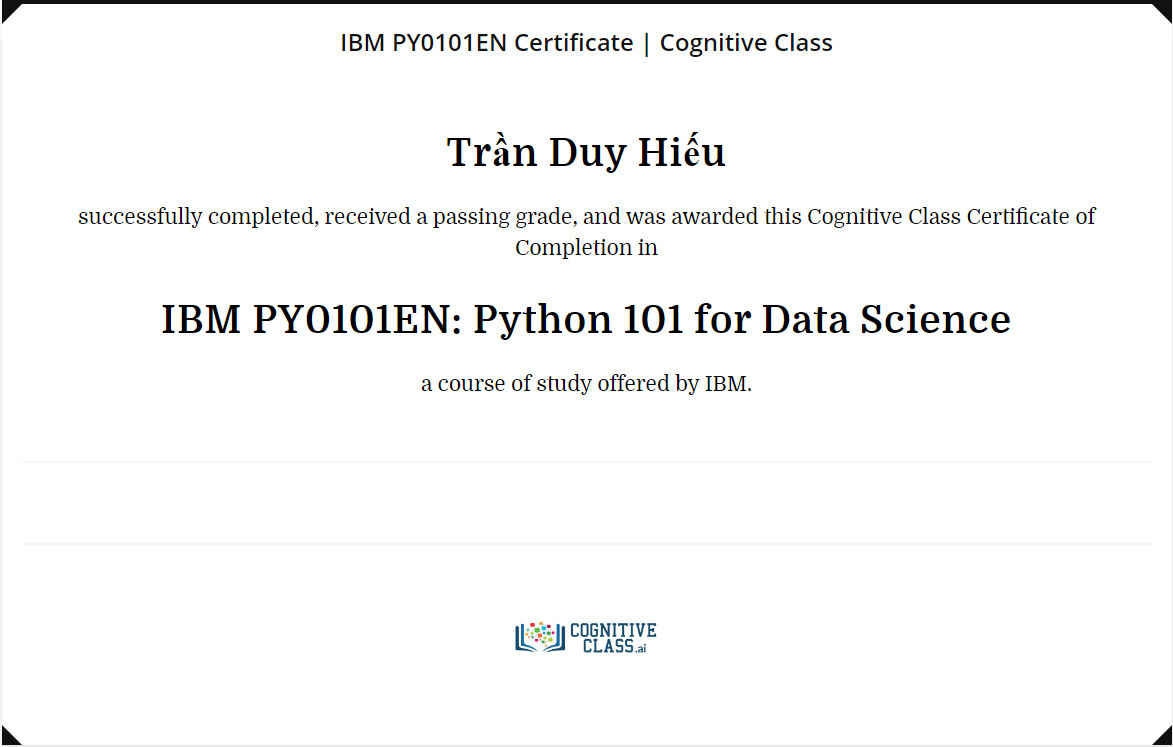 IBM PY0101EN Certificate | Cognitive Class
Trần Duy Hiếu
successfully completed, received a passing grade, and was awarded this Cognitive Class Certificate of
Completion in
IBM PY0101EN: Python 101 for Data Science
a course of study offered by IBM.
COGNITIVE
CLASS.ai